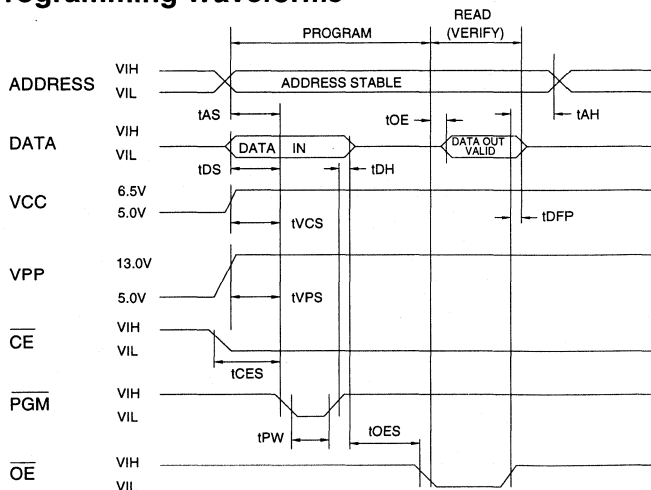 rogramming Waveforms
READ
PROGRAM (VERIFY)
ADDRESS VIH ADDRESS STABLE
VIL
tAS tOE tAH
DATA VIH DATA IN DATA OUT
VIL VALID
tDS tDH
VCC 6.5V
5.0V tVCS tDFP
VPP 13.0V
5.0V tVPS
CE VIH
VIL
tCES
PGM VIH
VIL
tPW tOES
OE VIH
VIL